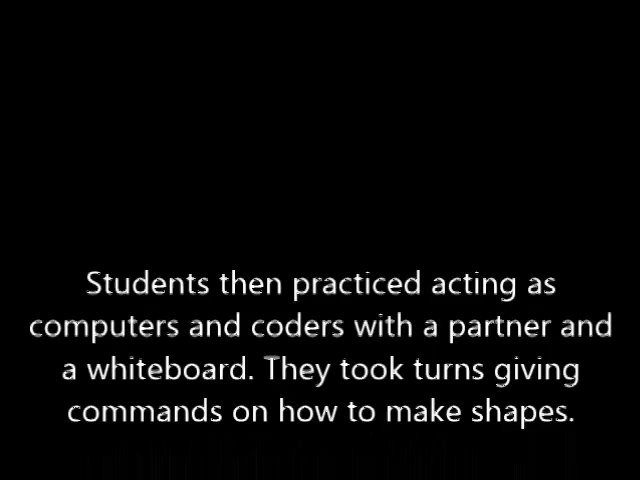 Students then practiced acting as
computers and coders with a partner and
a whiteboard. They took turns giving
commands on how to make shapes.